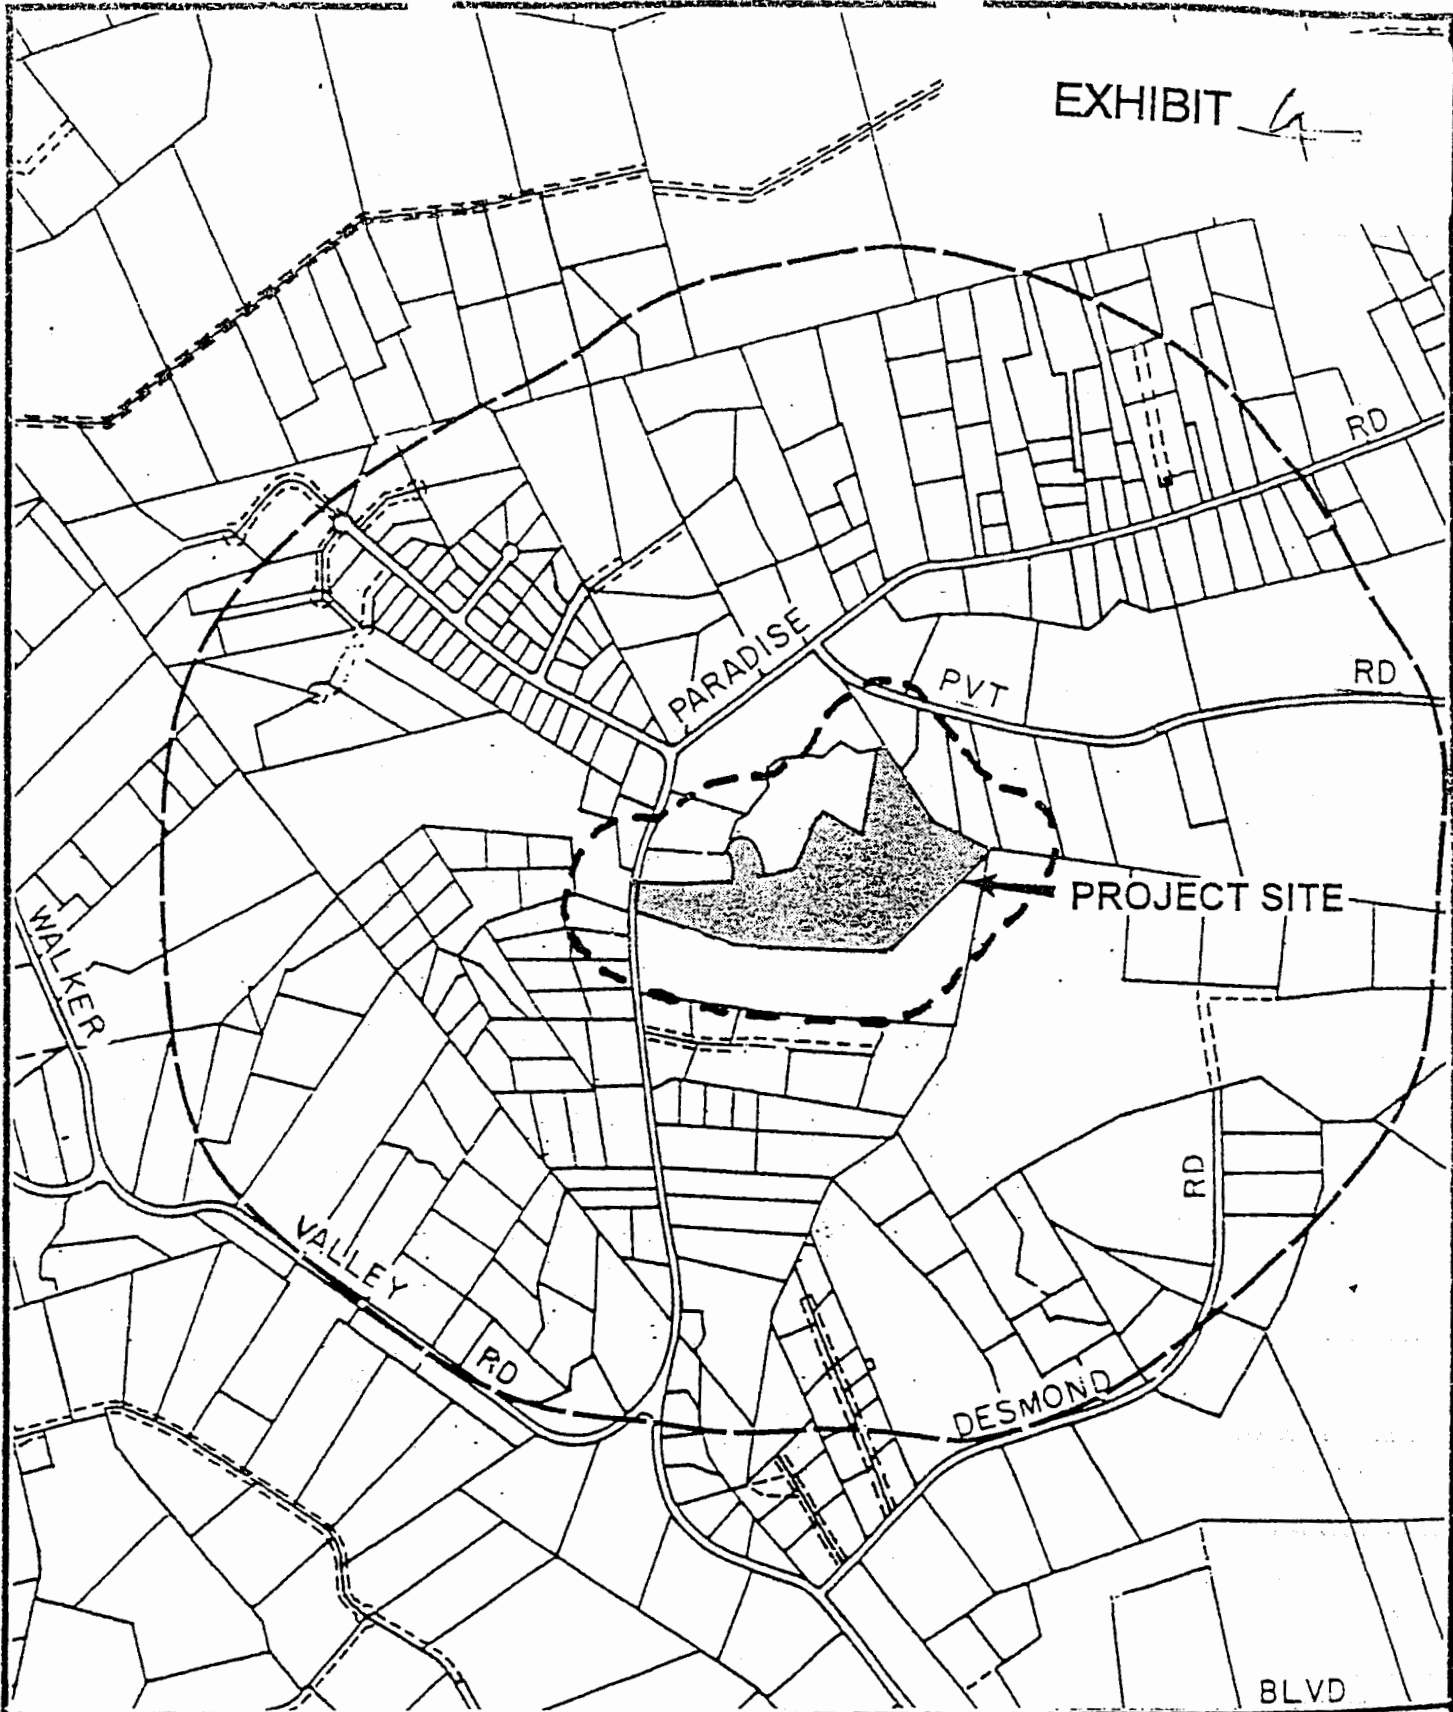 EXHIBIT 4
RD
PARADISE
PVT
RD
PROJECT SITE
WALKER
RD
VALLEY
RD
DESMOND
BLVD